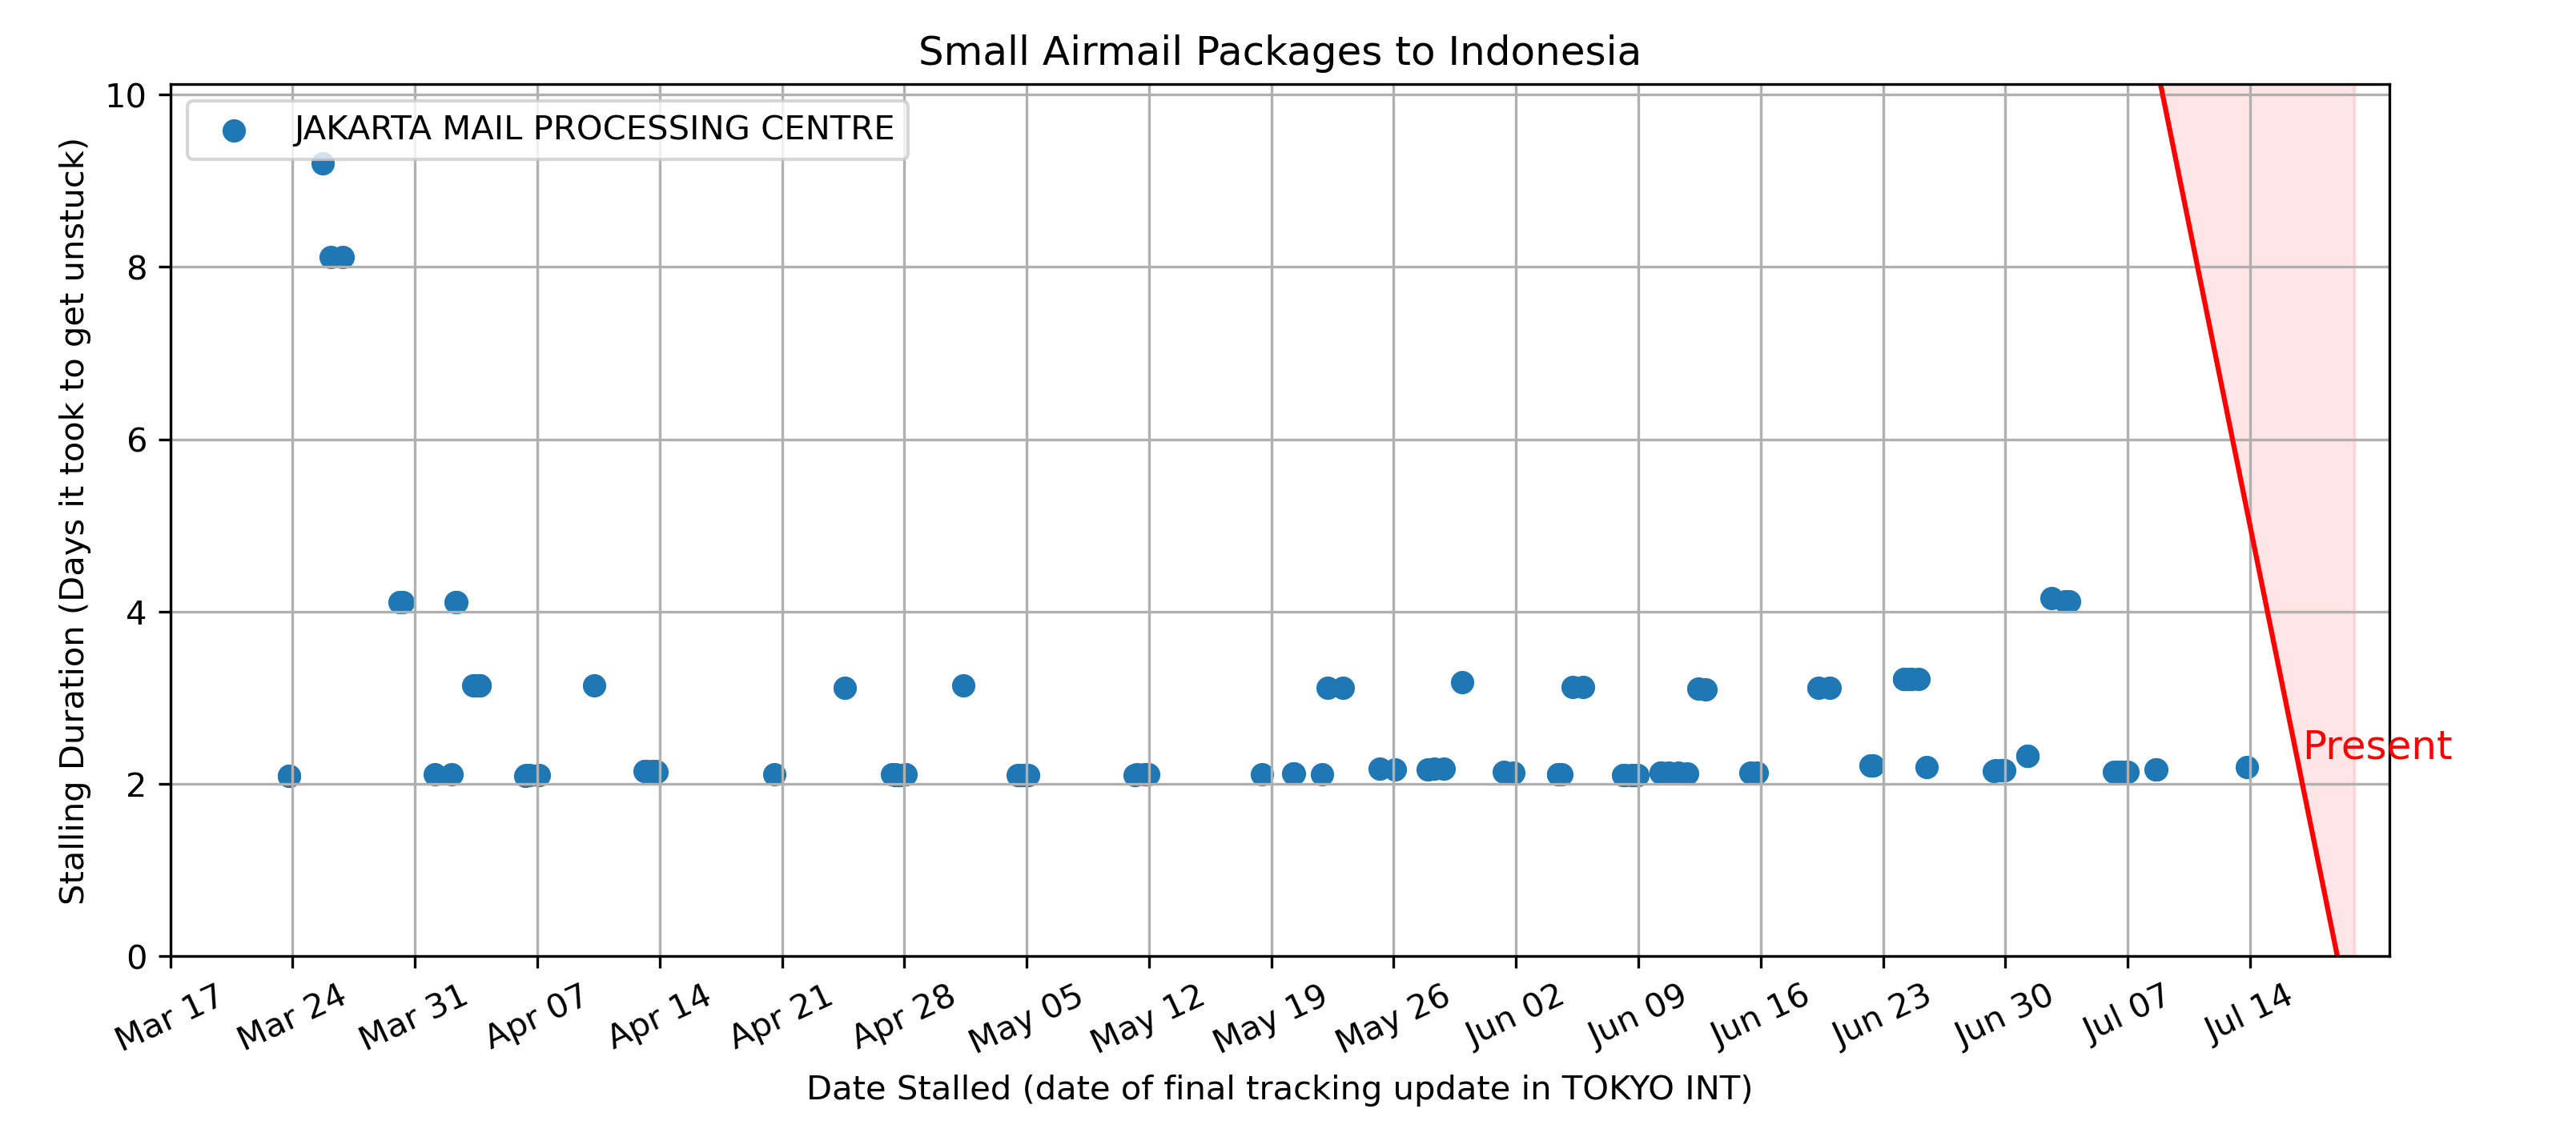 Small Airmail Packages to Indonesia
JAKARTA MAIL PROCESSING CENTRE
Stalling Duration (Days it took to get unstuck)
10
8
6
4
2
0
Present
Mar 17
Mar 24
Mar 31
Apr 07
Apr 14
Apr 21
Apr 28
May 05
May 12
May 19
May 26
Jun 02
Jun 09
Jun 16
Jun 23
Jun 30
Jul 07
Jul 14
Date Stalled (date of final tracking update in TOKYO INT)